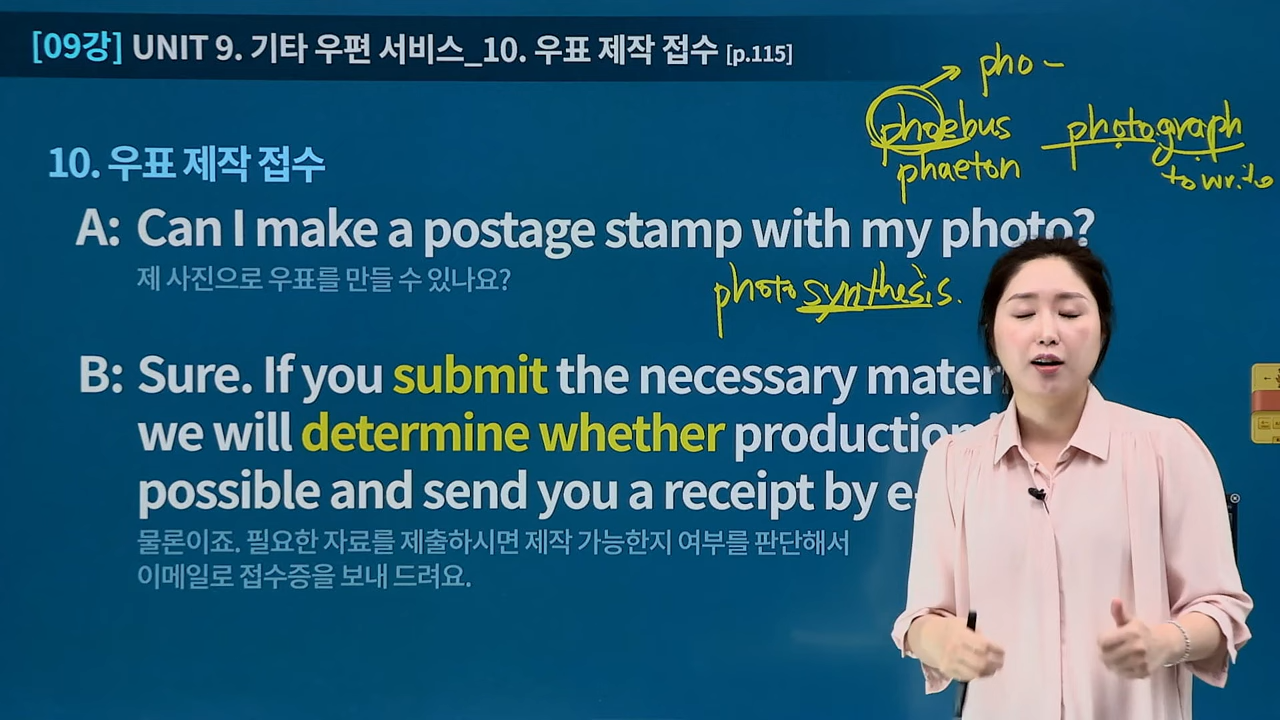 [09강] UNIT 9. 기타 우편 서비스_10. 우표 제작 접수 [p.115]
pho-
phoebus
phaeton
photograph
to write
10. 우표 제작 접수
A: Can I make a postage stamp with my photo?
제 사진으로 우표를 만들 수 있나요?
photosynthesis.
B: Sure. If you submit the necessary mater
we will determine whether production
possible and send you a receipt by e-
물론이죠. 필요한 자료를 제출하시면 제작 가능한지 여부를 판단해서
이메일로 접수증을 보내 드려요.